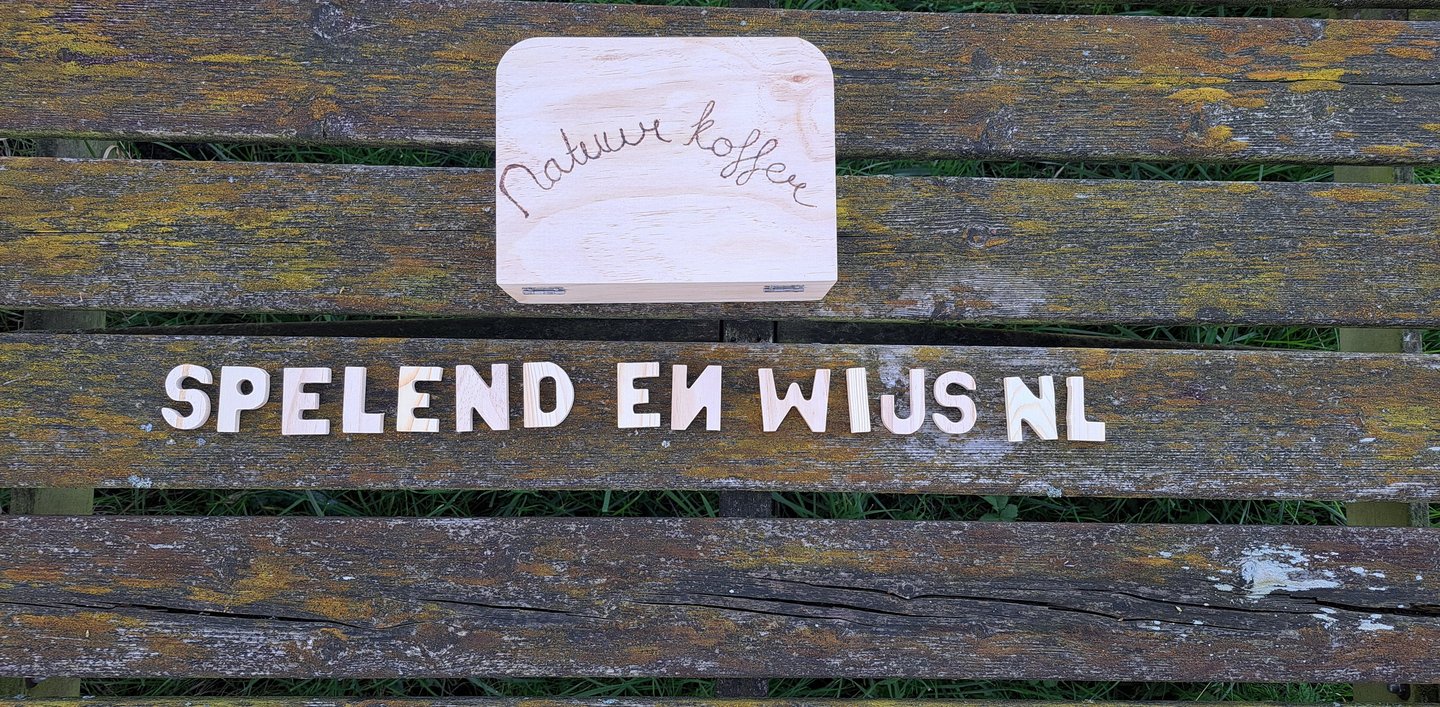 Natuur koffer
SPELEND EN WIJS NL